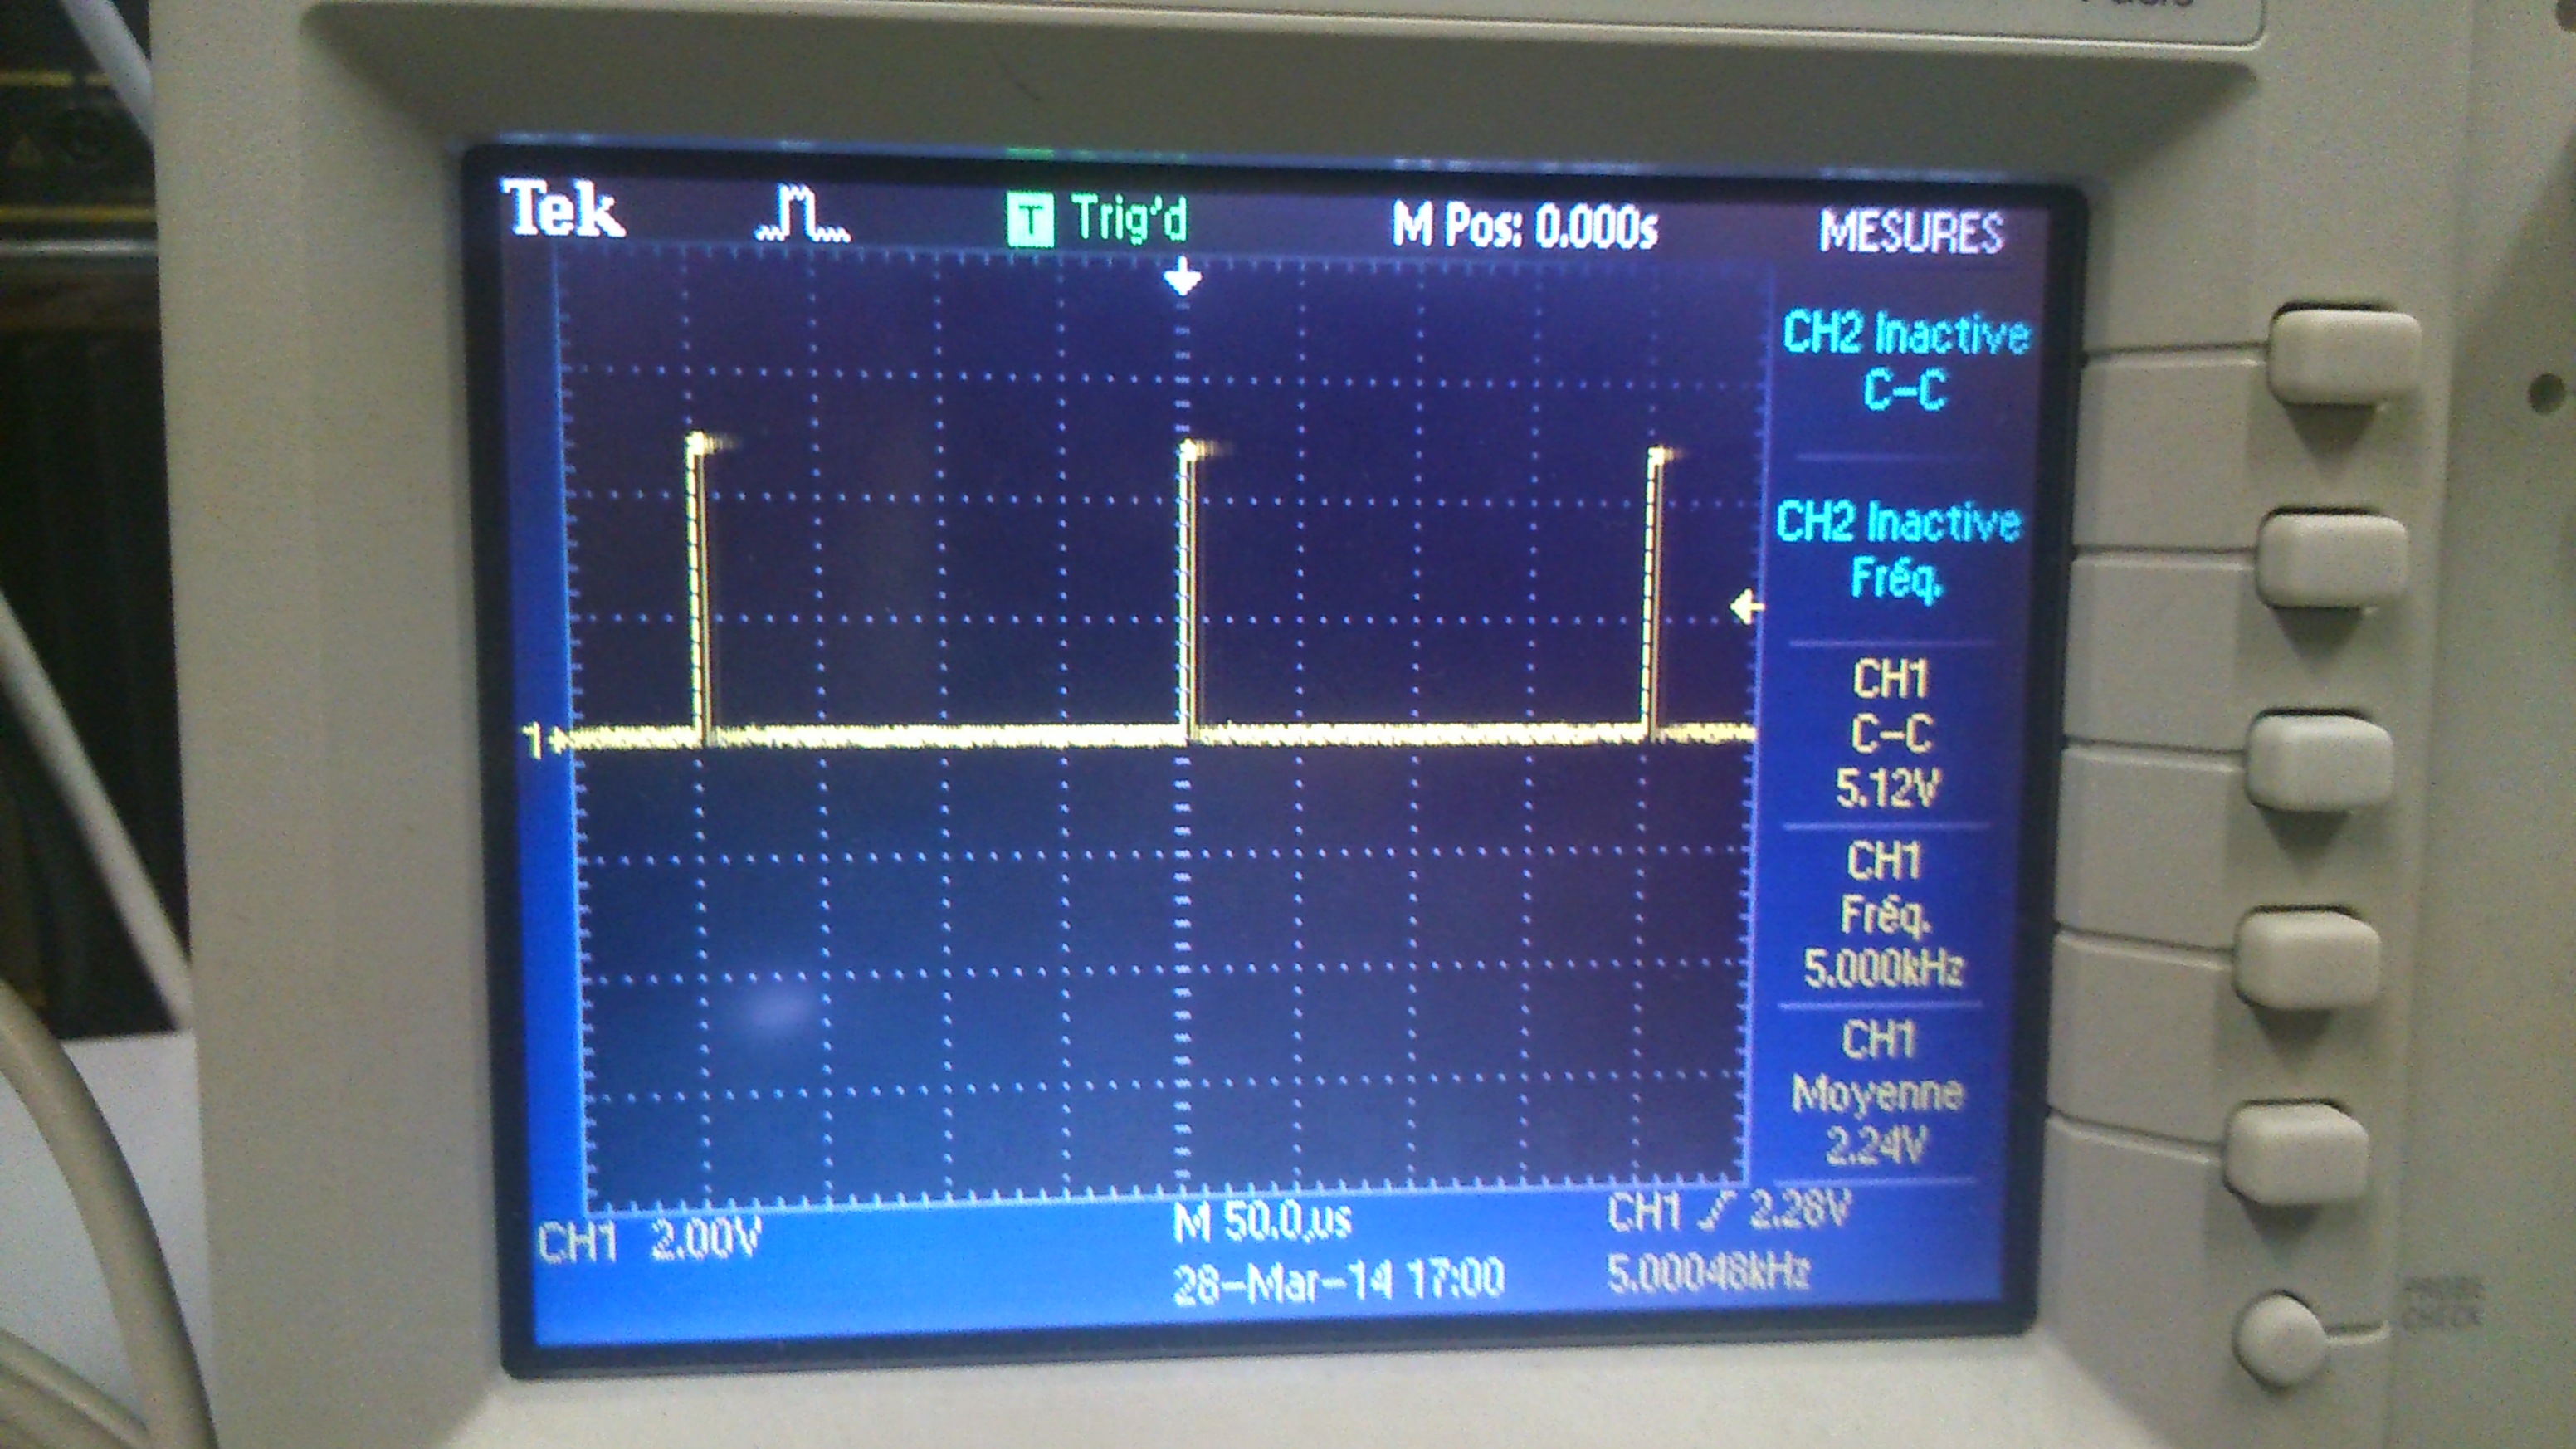 Tek T Trig'd M Pos: 0.000s MESURES
CH2 Inactive
C-C
CH2 Inactive
Fréq.
CH1
C-C
5.12V
CH1
Fréq.
5.000kHz
CH1
Moyenne
2.24V
1
CH1 2.00V M 50.0µs CH1 2.28V
28-Mar-14 17:00 5.00048kHz
PROBE
CHECK